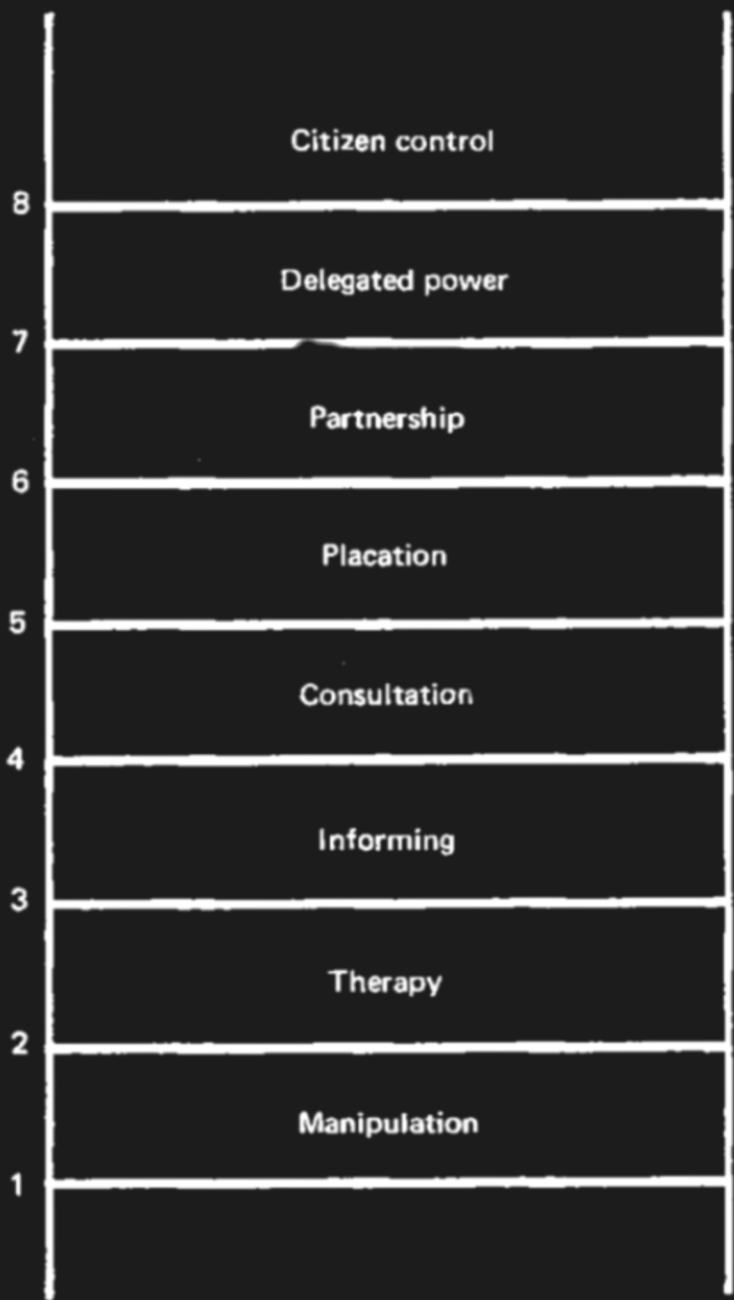 Citizen control
8
Delegated power
7
Partnership
6
Placation
5
Consultation
4
Informing
3
Therapy
2
Manipulation
1